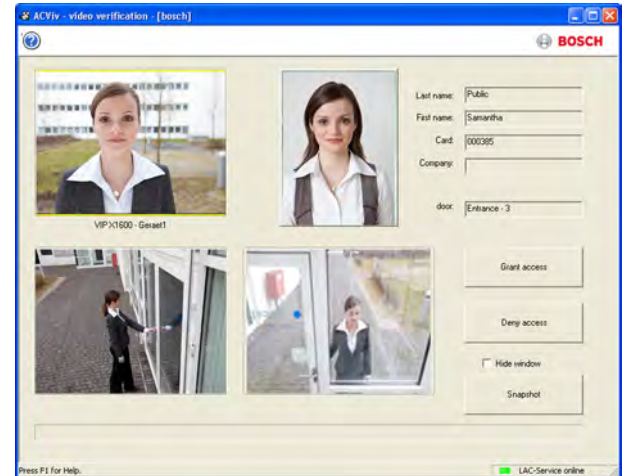 ACViv - video verification - [bosch]
BOSCH
Last name: Public
First name: Samantha
Card: 000385
Company:
door: Entrance - 3
VIP X1600 - Geraet1
Grant access
Deny access
Hide window
Snapshot
Press F1 for Help.
LAC-Service online